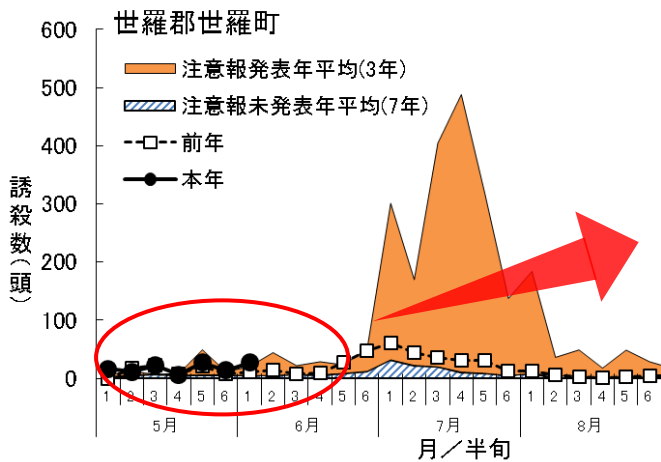 世羅郡世羅町
600
500
400
300
200
100
0
誘殺数(頭)
注意報発表年平均(3年)
注意報未発表年平均(7年)
前年
本年
1 2 3 4 5 6 1 2 3 4 5 6 1 2 3 4 5 6 1 2 3 4 5 6
5月 6月 7月 8月
月／半旬